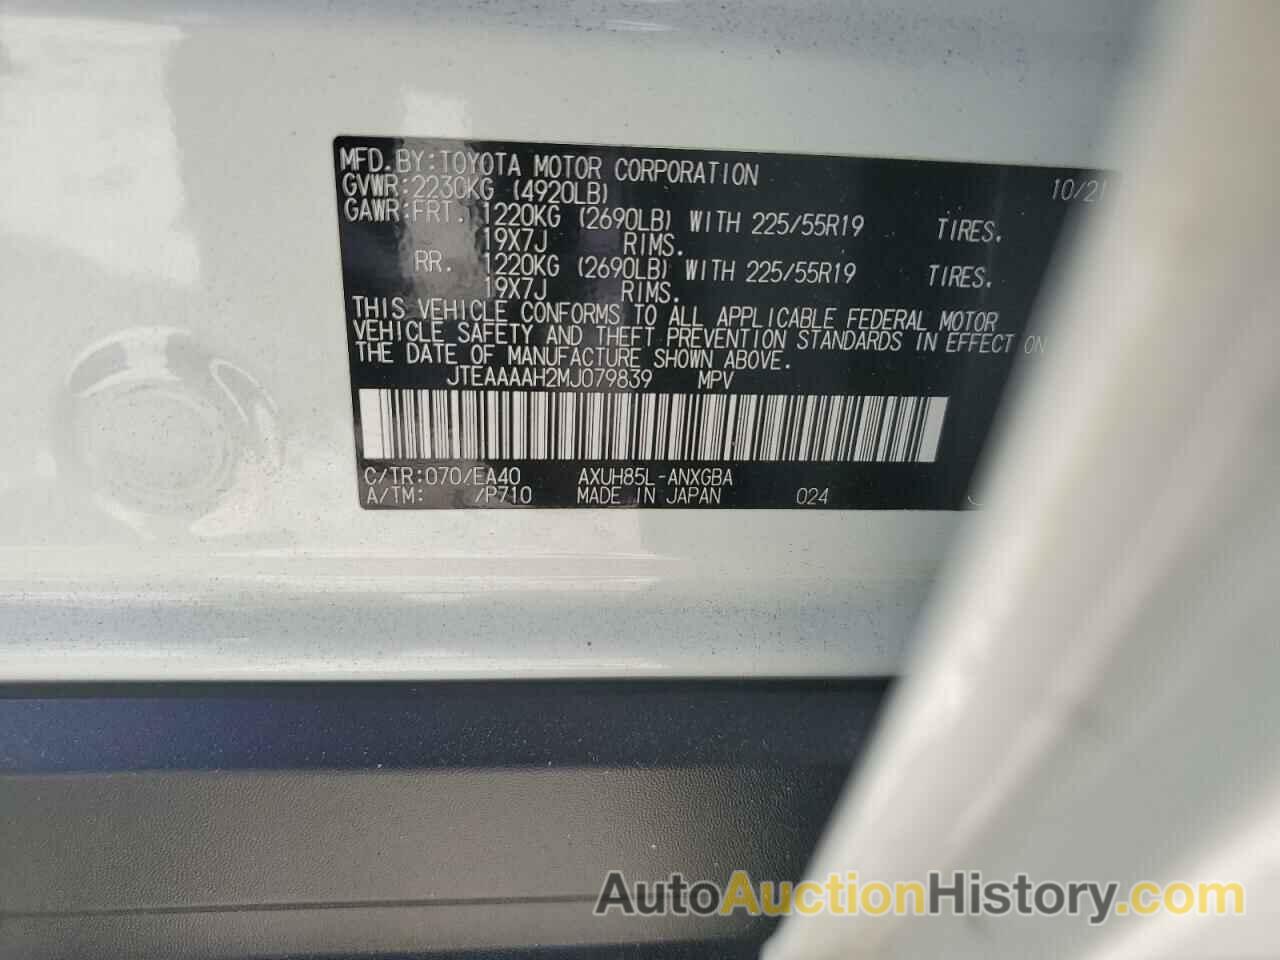 MFD.BY:TOYOTA MOTOR CORPORATION 10/21
GVWR:2230KG (4920LB)
GAWR:FRT. 1220KG (2690LB) WITH 225/55R19 TIRES.
19X7J RIMS.
RR. 1220KG (2690LB) WITH 225/55R19 TIRES.
19X7J RIMS.
THIS VEHICLE CONFORMS TO ALL APPLICABLE FEDERAL MOTOR
VEHICLE SAFETY AND THEFT PREVENTION STANDARDS IN EFFECT ON
THE DATE OF MANUFACTURE SHOWN ABOVE.
JTEAAAAH2MJ079839 MPV
C/TR:070/EA40 AXUH85L-ANXGBA
A/TM: /P710 MADE IN JAPAN 024
AutoAuctionHistory.com